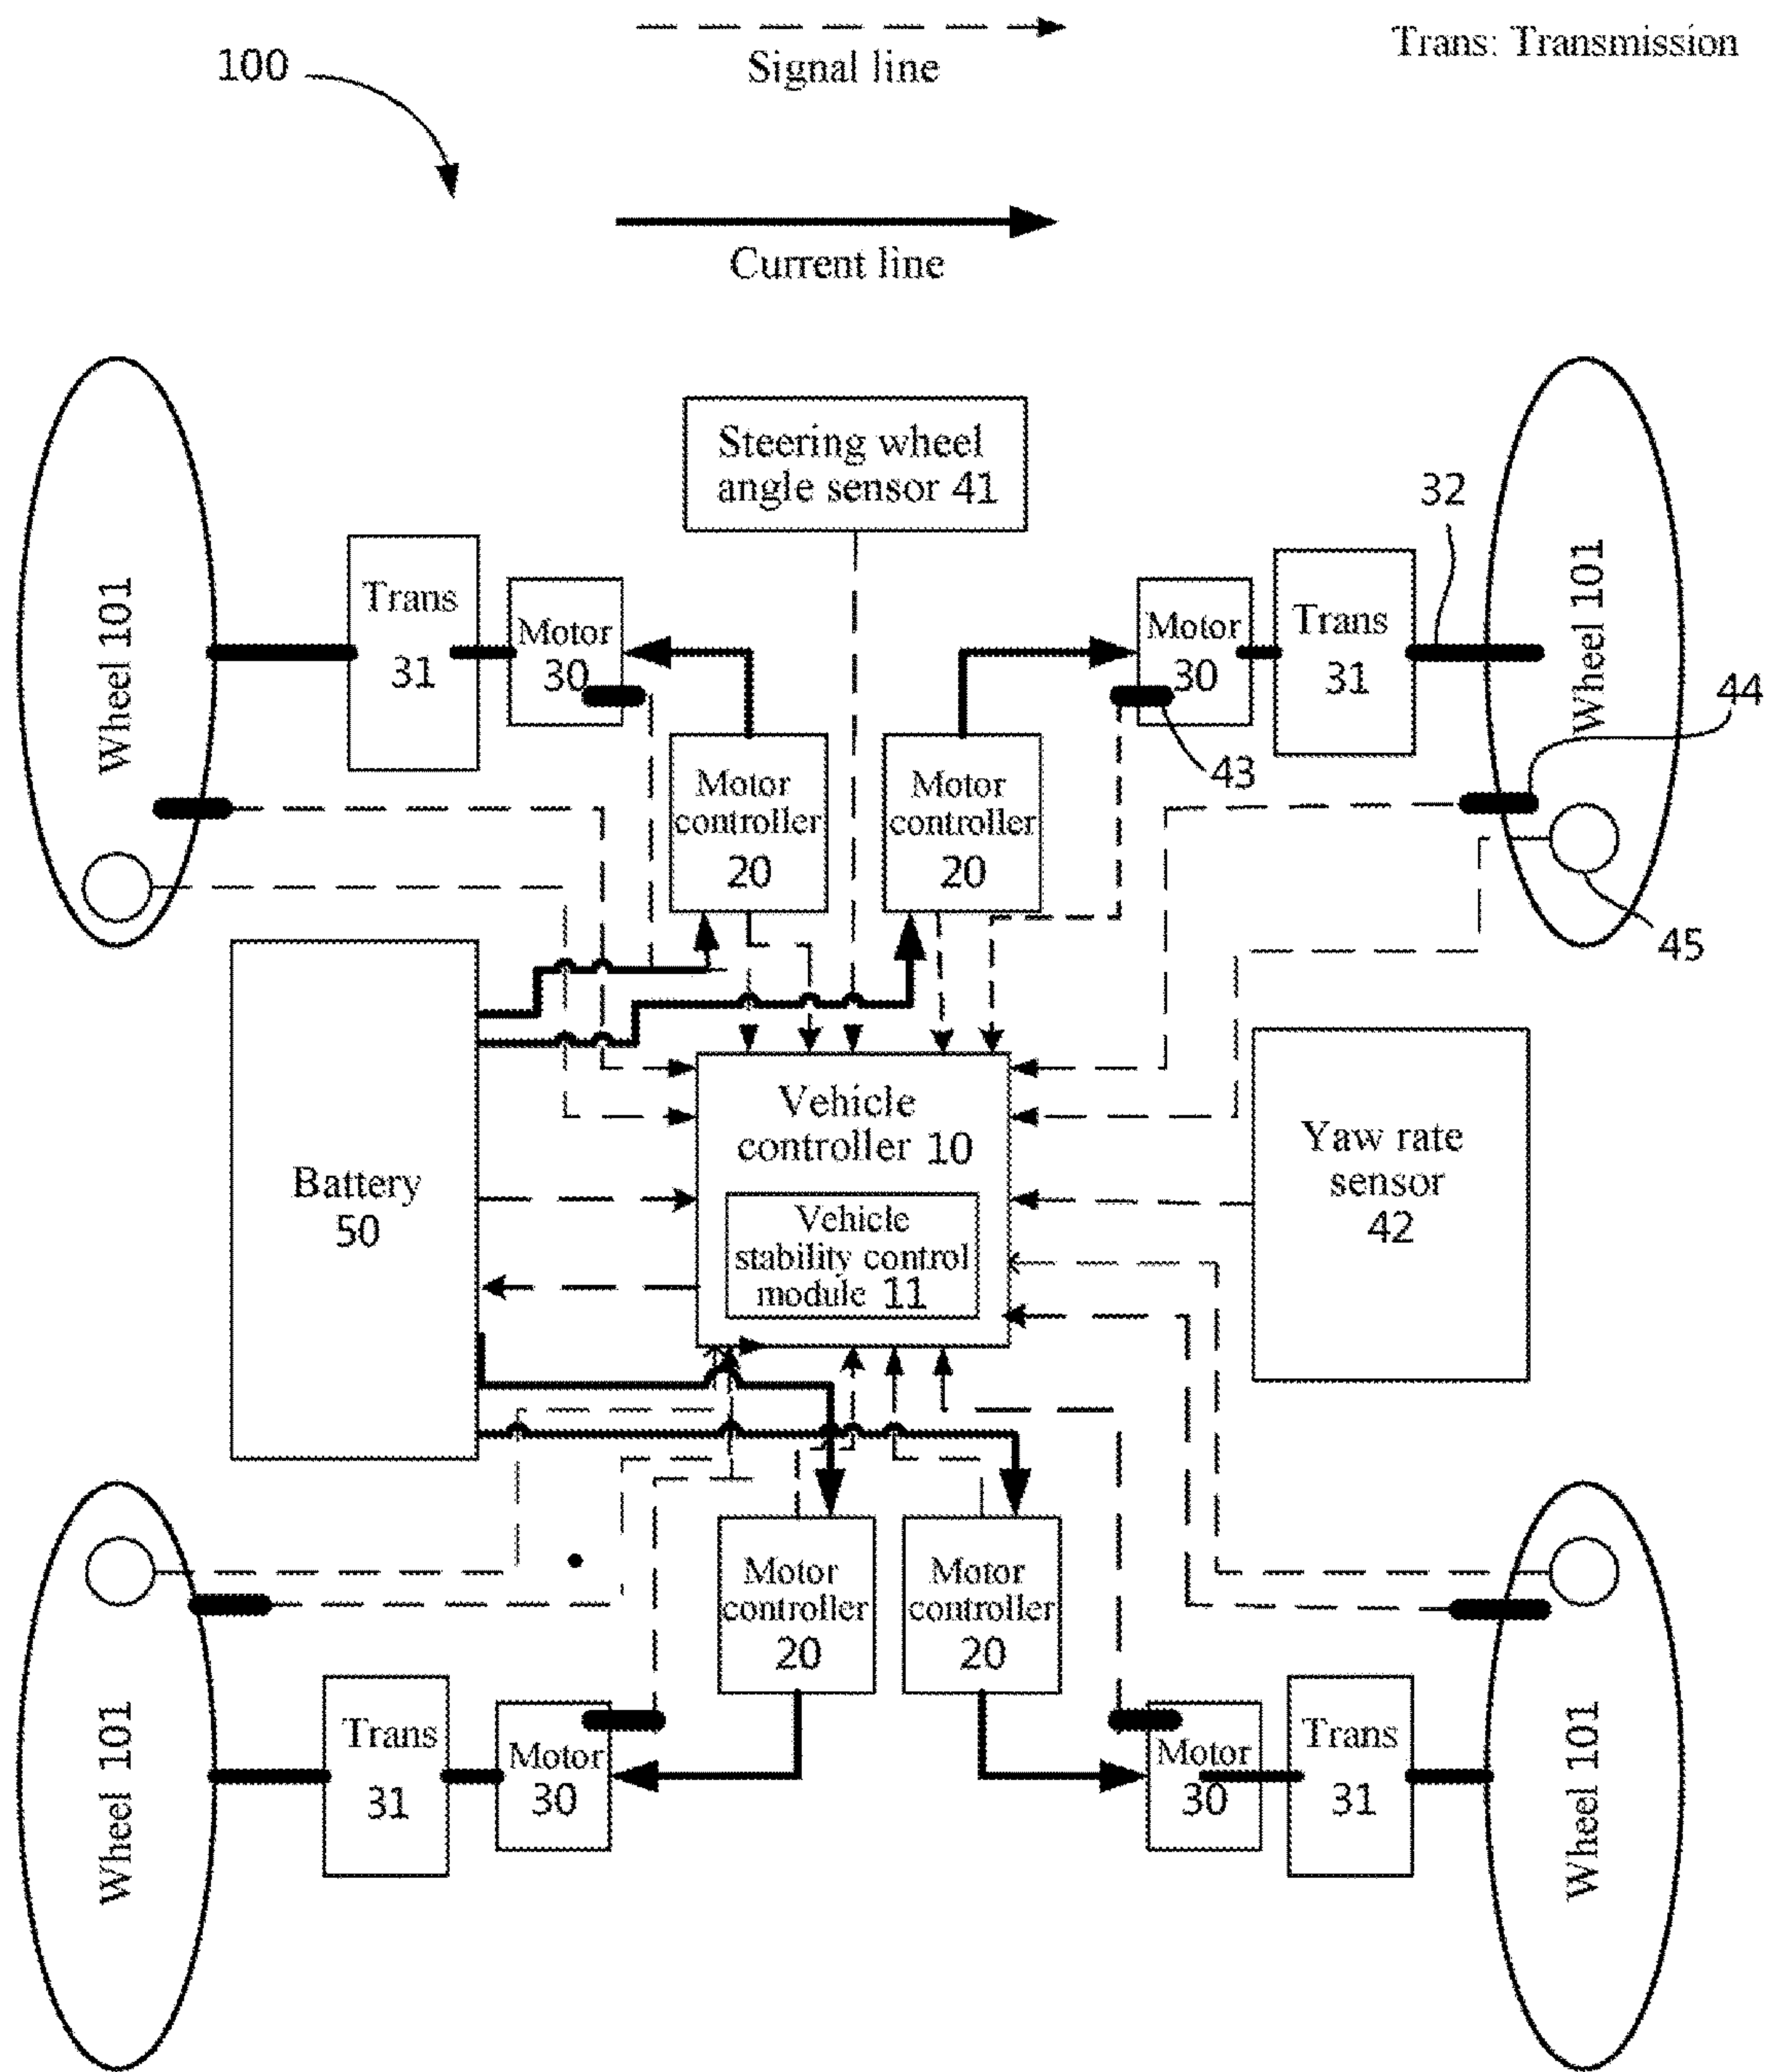 100
Signal line
Trans: Transmission
Current line
Steering wheel
angle sensor 41
32
Wheel 101
Trans
31
Motor
30
Motor
30
Trans
31
Wheel 101
44
43
Motor
controller
20
Motor
controller
20
45
Battery
50
Vehicle
controller 10
Vehicle
stability control
module 11
Yaw rate
sensor
42
Motor
controller
20
Motor
controller
20
Wheel 101
Trans
31
Motor
30
Motor
30
Trans
31
Wheel 101